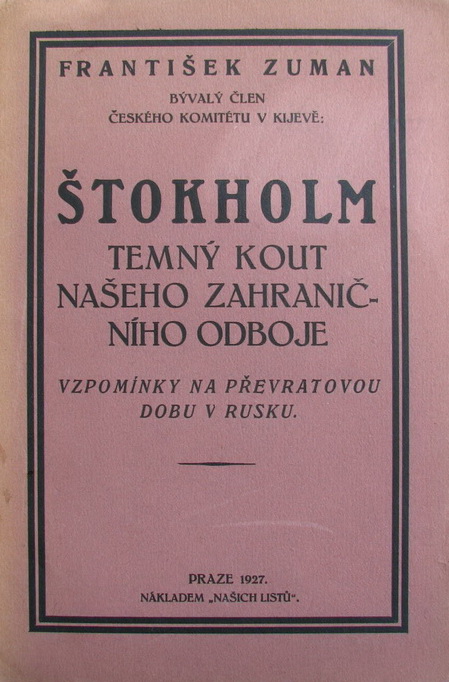 FRANTIŠEK ZUMAN
BÝVALÝ ČLEN
ČESKÉHO KOMITÉTU V KIJEVĚ:
ŠTOKHOLM
TEMNÝ KOUT
NAŠEHO ZAHRANIČ-
NÍHO ODBOJE
VZPOMÍNKY NA PŘEVRATOVOU
DOBU V RUSKU.
PRAZE 1927.
NÁKLADEM „NAŠICH LISTŮ“.